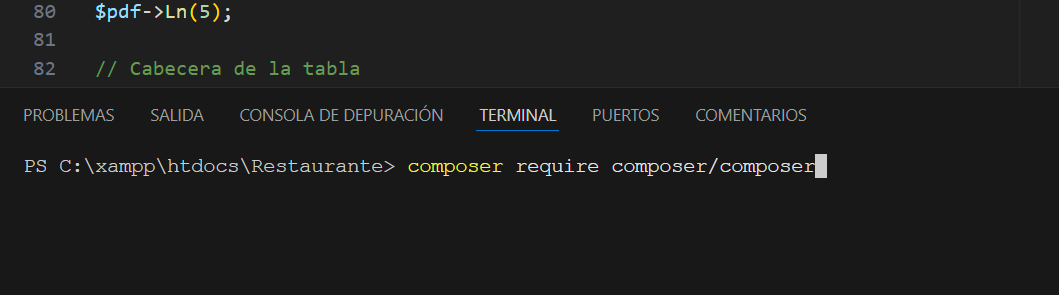 80 $pdf->Ln(5);
81
82 // Cabecera de la tabla
PROBLEMAS SALIDA CONSOLA DE DEPURACIÓN TERMINAL PUERTOS COMENTARIOS
PS C:\xampp\htdocs\Restaurante> composer require composer/composer